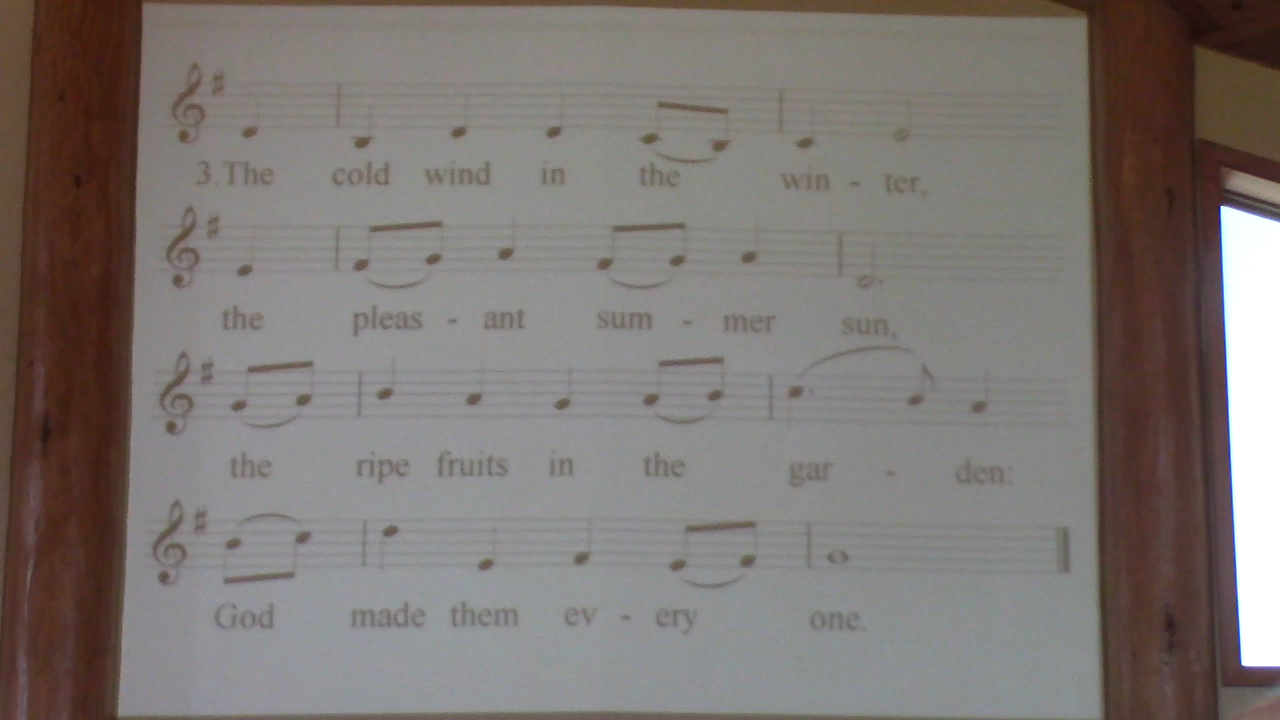 3.The cold wind in the win - ter,
the pleas - ant sum - mer sun,
the ripe fruits in the gar - den:
God made them ev - ery one.